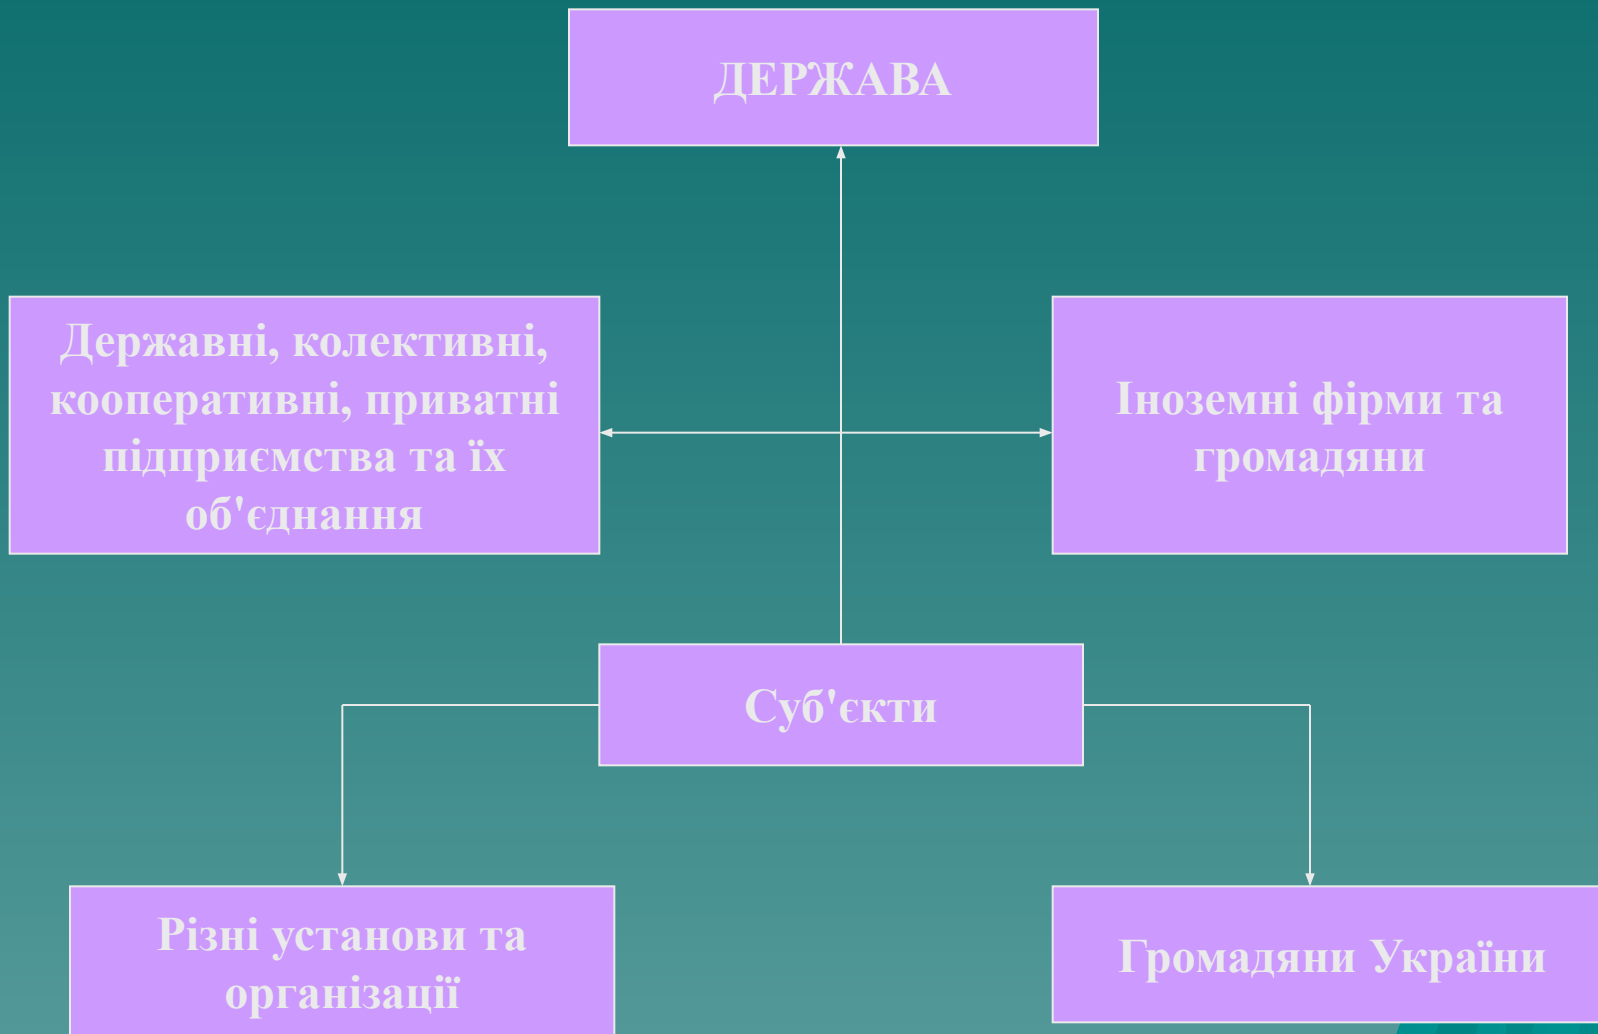 ДЕРЖАВА
Державні, колективні,
кооперативні, приватні
підприємства та їх
об'єднання
Іноземні фірми та
громадяни
Суб'єкти
Різні установи та
організації
Громадяни України